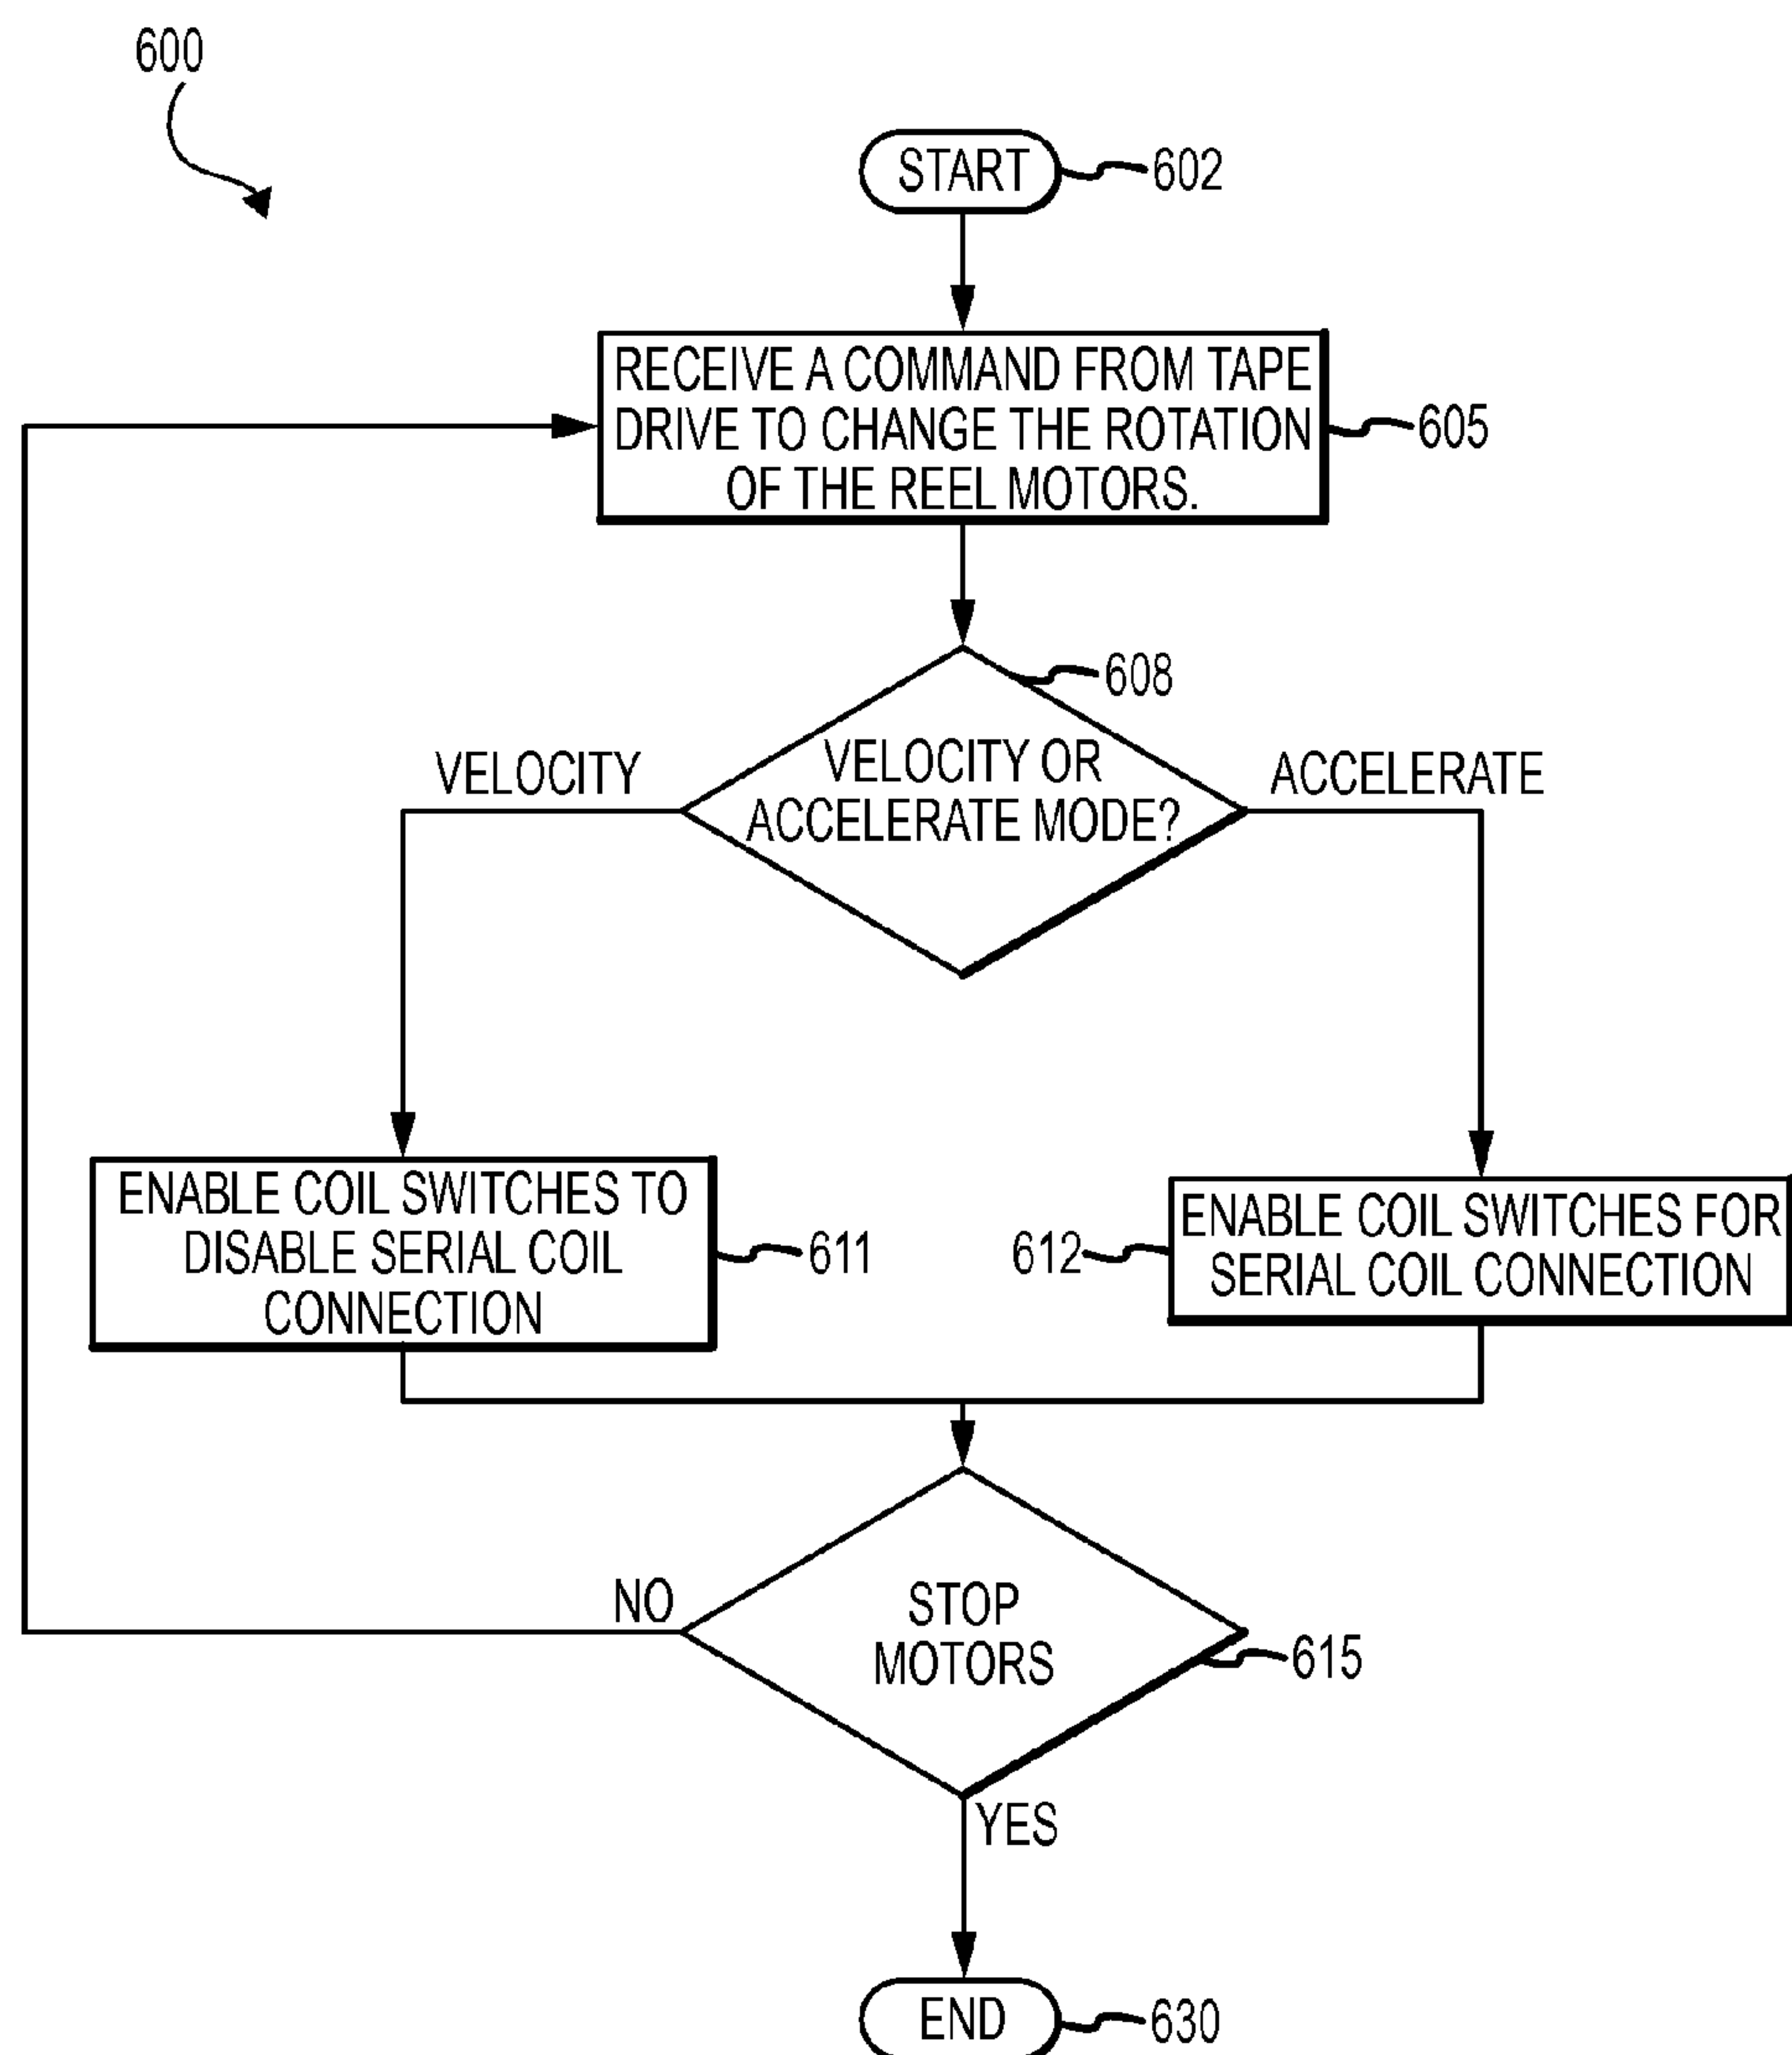 600
START
602
RECEIVE A COMMAND FROM TAPE
DRIVE TO CHANGE THE ROTATION
OF THE REEL MOTORS.
605
608
VELOCITY
VELOCITY OR
ACCELERATE MODE?
ACCELERATE
ENABLE COIL SWITCHES TO
DISABLE SERIAL COIL
CONNECTION
611
612
ENABLE COIL SWITCHES FOR
SERIAL COIL CONNECTION
NO
STOP
MOTORS
615
YES
END
630